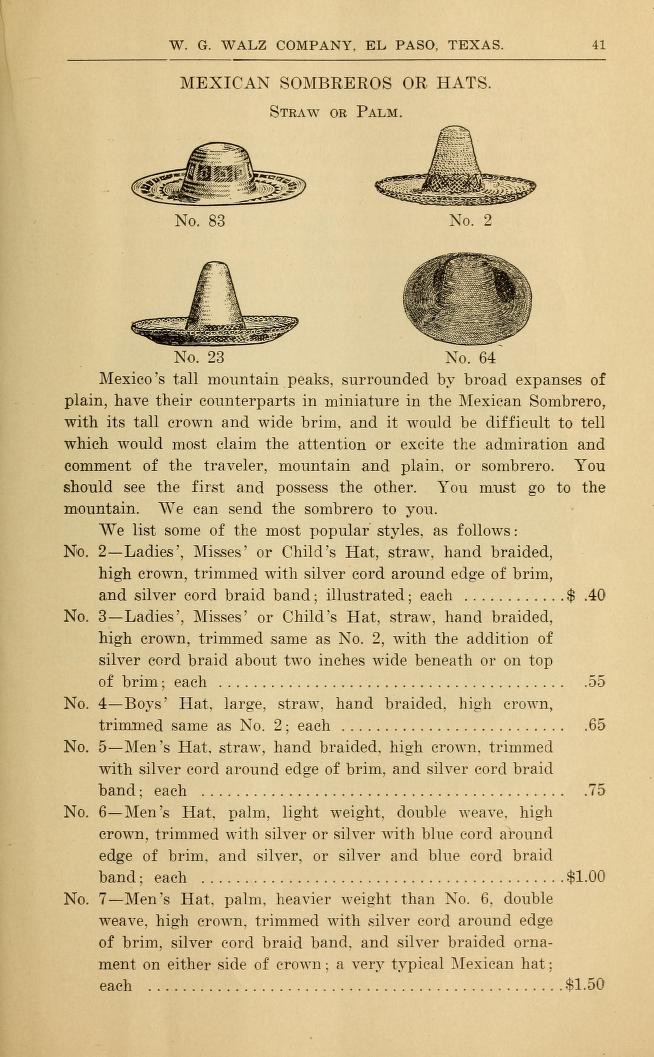 W. G. WALZ COMPANY, EL PASO, TEXAS. 41
MEXICAN SOMBREROS OR HATS.
STRAW OR PALM.
No. 83
No. 2
No. 23
No. 64
Mexico's tall mountain peaks, surrounded by broad expanses of
plain, have their counterparts in miniature in the Mexican Sombrero,
with its tall crown and wide brim, and it would be difficult to tell
which would most claim the attention or excite the admiration and
comment of the traveler, mountain and plain, or sombrero. You
should see the first and possess the other. You must go to the
mountain. We can send the sombrero to you.
We list some of the most popular styles, as follows:
No. 2—Ladies', Misses' or Child's Hat, straw, hand braided,
high crown, trimmed with silver cord around edge of brim,
and silver cord braid band; illustrated; each ............$ .40
No. 3—Ladies', Misses' or Child's Hat, straw, hand braided,
high crown, trimmed same as No. 2, with the addition of
silver cord braid about two inches wide beneath or on top
of brim; each .................................... .55
No. 4—Boys' Hat, large, straw, hand braided, high crown,
trimmed same as No. 2; each ........................ .65
No. 5—Men's Hat, straw, hand braided, high crown, trimmed
with silver cord around edge of brim, and silver cord braid
band; each ...................................... .75
No. 6—Men's Hat, palm, light weight, double weave, high
crown, trimmed with silver or silver with blue cord around
edge of brim, and silver, or silver and blue cord braid
band; each ......................................$1.00
No. 7—Men's Hat, palm, heavier weight than No. 6, double
weave, high crown, trimmed with silver cord around edge
of brim, silver cord braid band, and silver braided orna-
ment on either side of crown; a very typical Mexican hat;
each ............................................$1.50